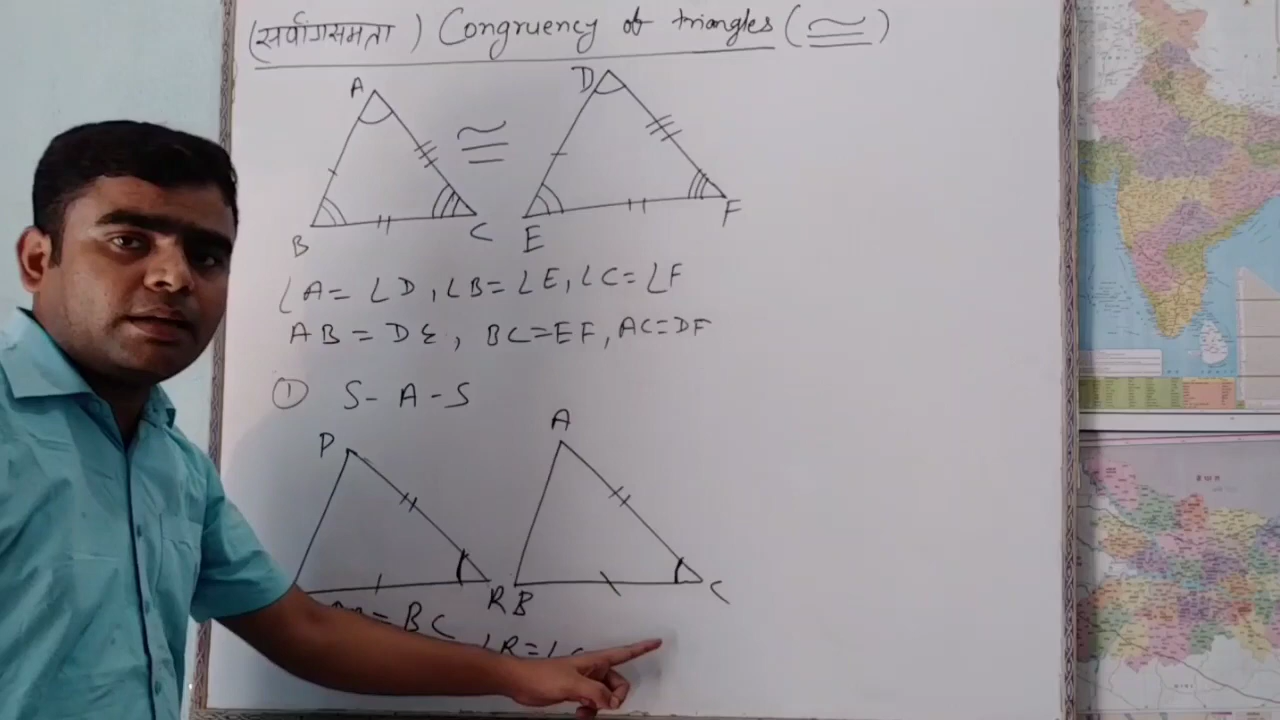 (सर्वांगसमता) Congruency of triangles (≅)
A D
≅
B C E F
∠A = ∠D, ∠B = ∠E, ∠C = ∠F
AB = DE, BC = EF, AC = DF
① S - A - S
P A
R B C
= BC
∠R = ∠C